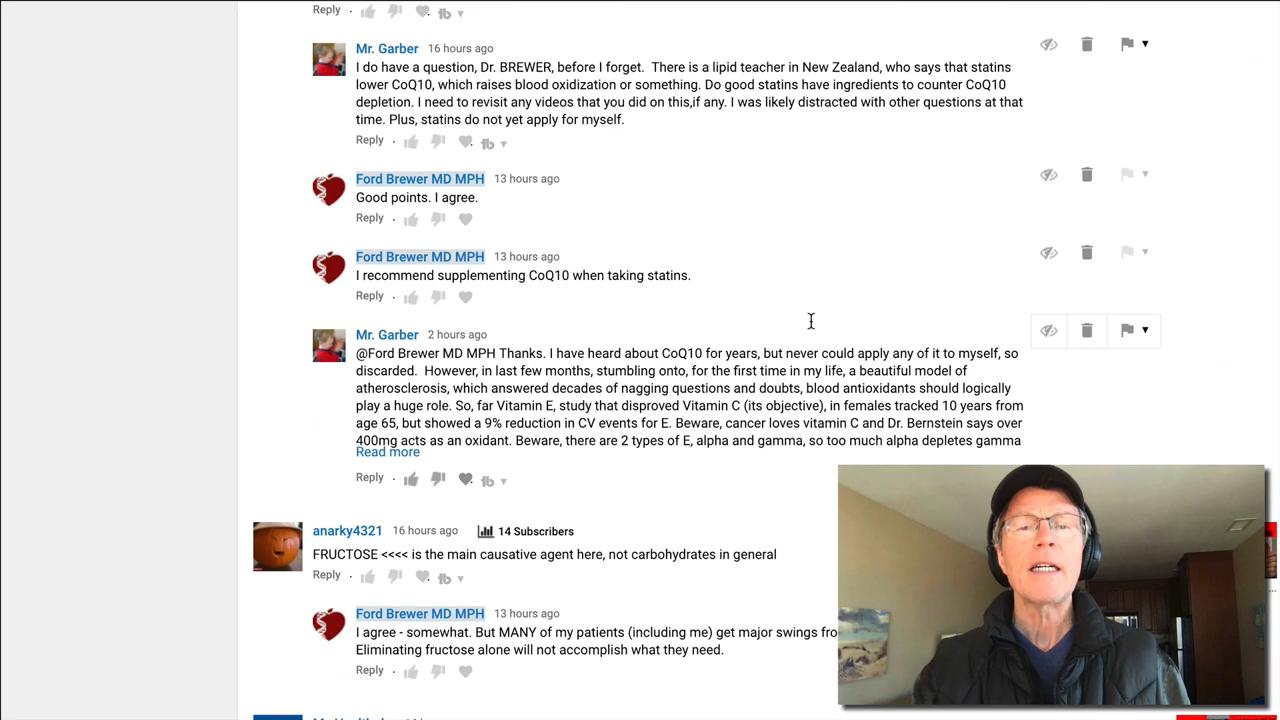 Reply
Mr. Garber 16 hours ago
I do have a question, Dr. BREWER, before I forget.  There is a lipid teacher in New Zealand, who says that statins
lower CoQ10, which raises blood oxidization or something. Do good statins have ingredients to counter CoQ10
depletion. I need to revisit any videos that you did on this,if any. I was likely distracted with other questions at that
time. Plus, statins do not yet apply for myself.
Reply
Ford Brewer MD MPH 13 hours ago
Good points. I agree.
Reply
Ford Brewer MD MPH 13 hours ago
I recommend supplementing CoQ10 when taking statins.
Reply
Mr. Garber 2 hours ago
@Ford Brewer MD MPH Thanks. I have heard about CoQ10 for years, but never could apply any of it to myself, so
discarded.  However, in last few months, stumbling onto, for the first time in my life, a beautiful model of
atherosclerosis, which answered decades of nagging questions and doubts, blood antioxidants should logically
play a huge role. So, far Vitamin E, study that disproved Vitamin C (its objective), in females tracked 10 years from
age 65, but showed a 9% reduction in CV events for E. Beware, cancer loves vitamin C and Dr. Bernstein says over
400mg acts as an oxidant. Beware, there are 2 types of E, alpha and gamma, so too much alpha depletes gamma
Read more
Reply
anarky4321 16 hours ago 14 Subscribers
FRUCTOSE <<<< is the main causative agent here, not carbohydrates in general
Reply
Ford Brewer MD MPH 13 hours ago
I agree - somewhat. But MANY of my patients (including me) get major swings
Eliminating fructose alone will not accomplish what they need.
Reply